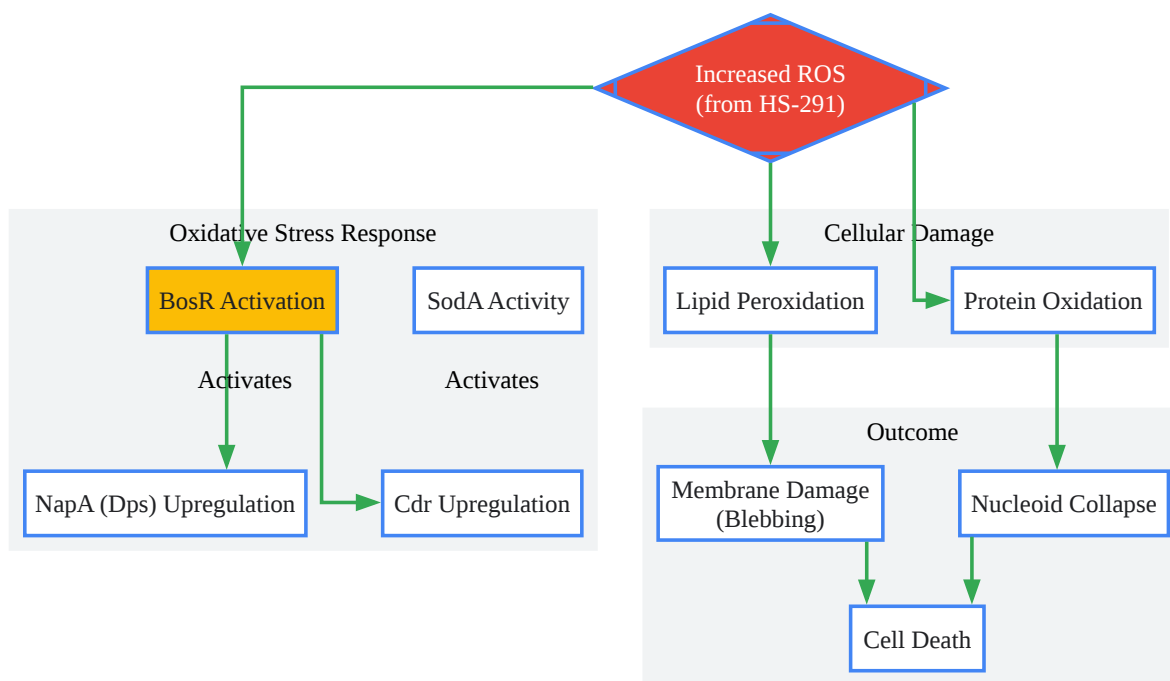 Increased ROS
(from HS-291)
Oxidative Stress Response
Cellular Damage
BosR Activation
SodA Activity
Lipid Peroxidation
Protein Oxidation
Activates
Activates
Outcome
NapA (Dps) Upregulation
Cdr Upregulation
Membrane Damage
(Blebbing)
Nucleoid Collapse
Cell Death